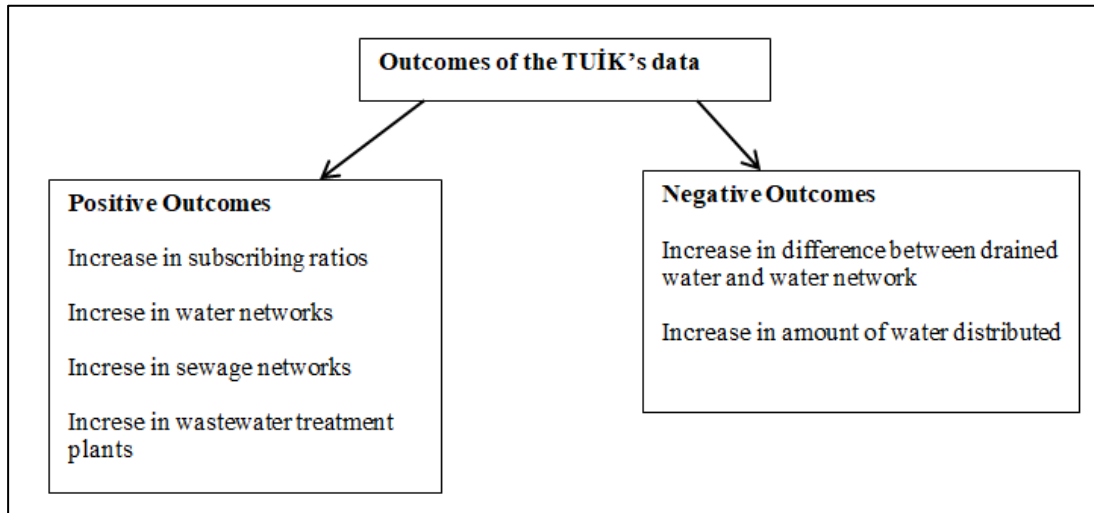 Outcomes of the TUİK’s data
Positive Outcomes
Increase in subscribing ratios
Increse in water networks
Increse in sewage networks
Increse in wastewater treatment
plants
Negative Outcomes
Increase in difference between drained
water and water network
Increase in amount of water distributed